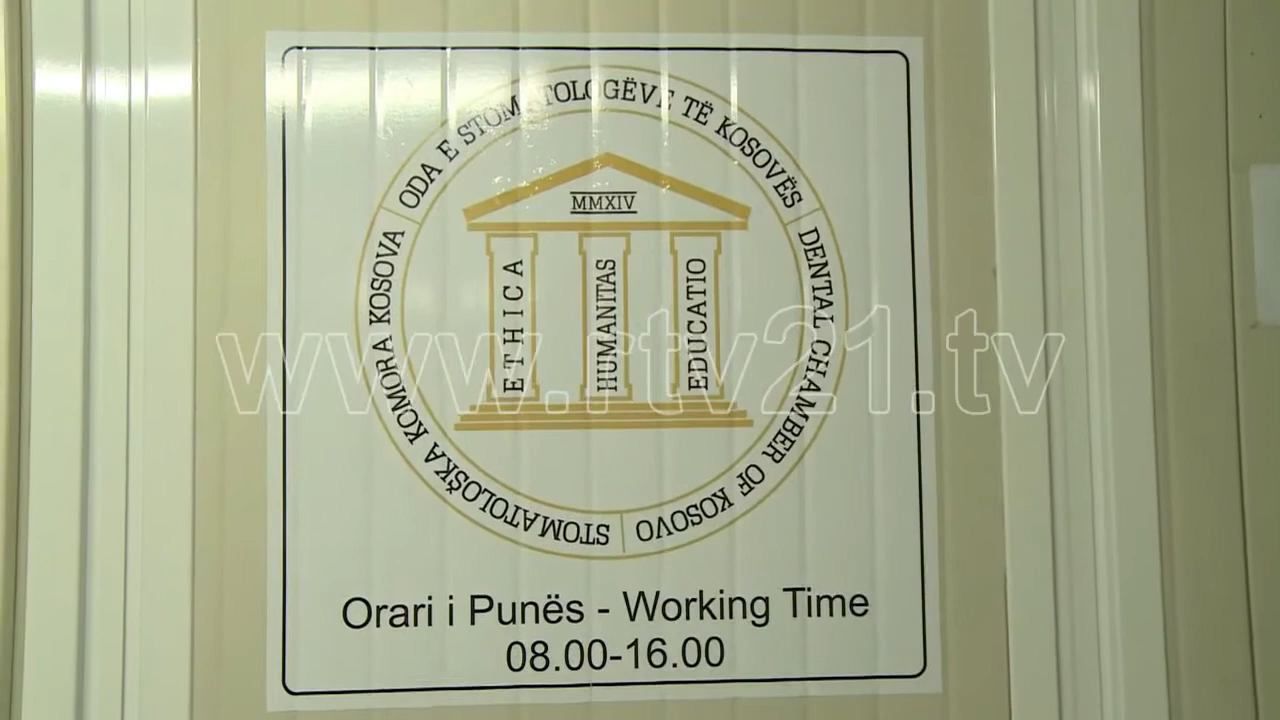 ODA E STOMATOLOGËVE TË KOSOVËS
DENTAL CHAMBER OF KOSOVO
STOMATOLOŠKA KOMORA KOSOVA
MMXIV
ETHICA
HUMANITAS
EDUCATIO
www.rtv21.tv
Orari i Punës - Working Time
08.00-16.00